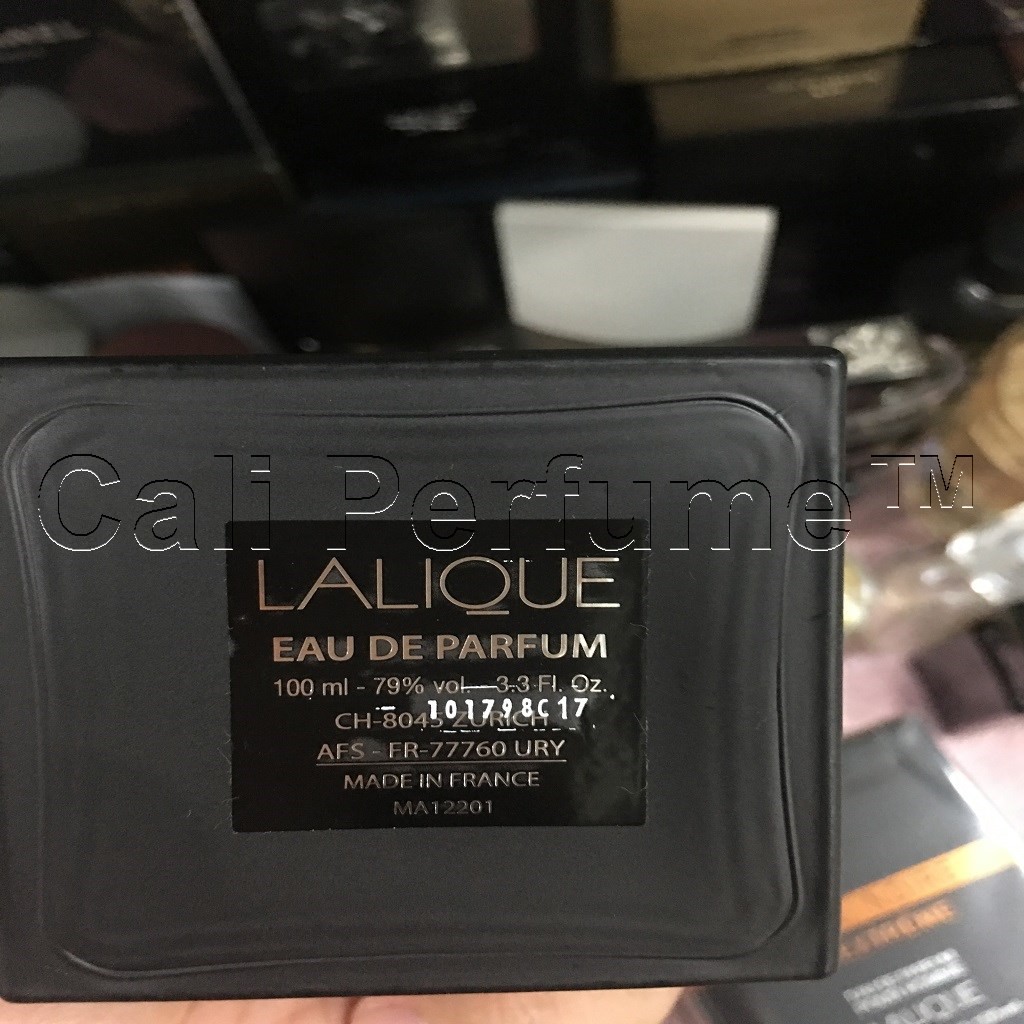 Cali Perfume™
LALIQUE
EAU DE PARFUM
100 ml - 79% vol. - 3.3 Fl. Oz.
101798C17
CH-8045 ZURICH
AFS - FR-77760 URY
MADE IN FRANCE
MA12201
LALIQUE